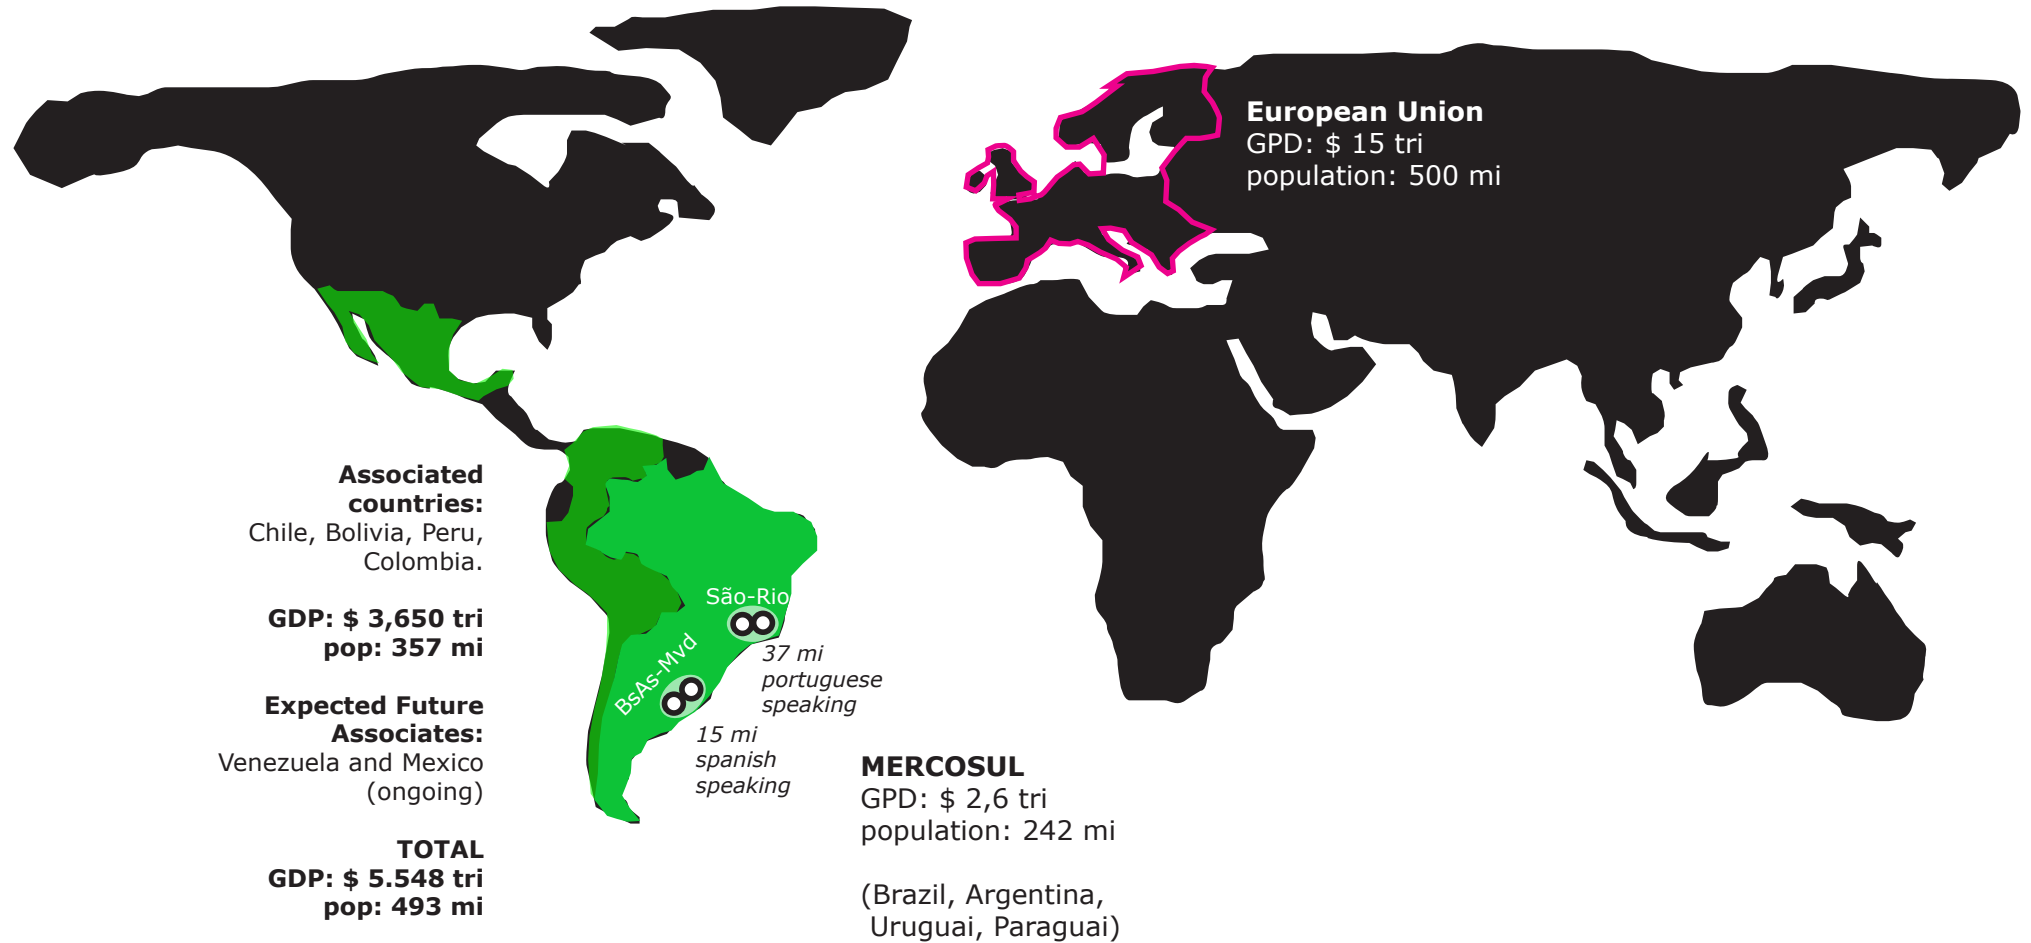 European Union
GPD: $ 15 tri
population: 500 mi
Associated
countries:
Chile, Bolivia, Peru,
Colombia.
GDP: $ 3,650 tri
pop: 357 mi
Expected Future
Associates:
Venezuela and Mexico
(ongoing)
TOTAL
GDP: $ 5.548 tri
pop: 493 mi
São-Rio
37 mi
portuguese
speaking
BsAs-Mvd
15 mi
spanish
speaking
MERCOSUL
GPD: $ 2,6 tri
population: 242 mi
(Brazil, Argentina,
Uruguai, Paraguai)